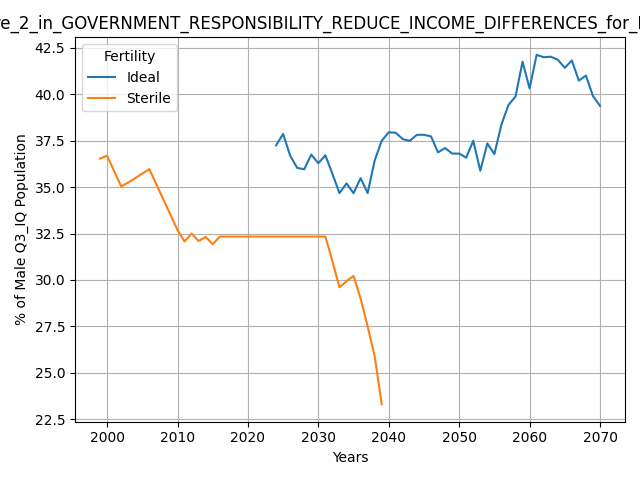 re_2_in_GOVERNMENT_RESPONSIBILITY_REDUCE_INCOME_DIFFERENCES_for_
Fertility
Ideal
Sterile
% of Male Q3_IQ Population
42.5
40.0
37.5
35.0
32.5
30.0
27.5
25.0
22.5
2000 2010 2020 2030 2040 2050 2060 2070
Years